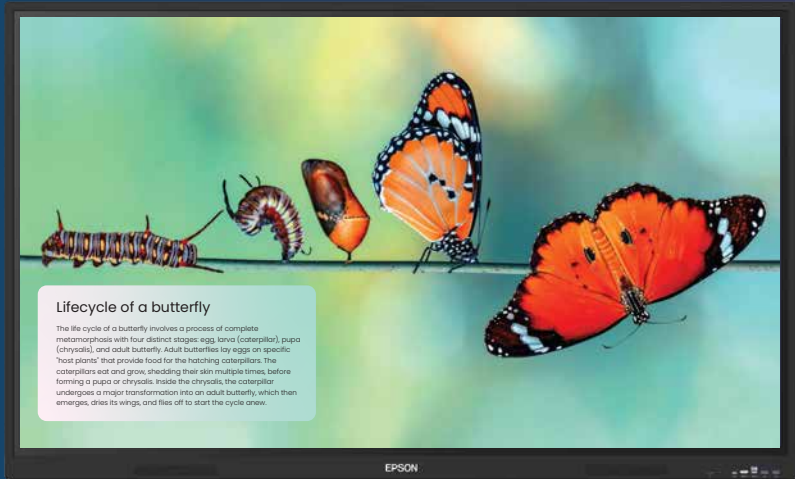 Lifecycle of a butterfly
The life cycle of a butterfly involves a process of complete
metamorphosis with four distinct stages: egg, larva (caterpillar), pupa
(chrysalis), and adult butterfly. Adult butterflies lay eggs on specific
"host plants" that provide food for the hatching caterpillars. The
caterpillars eat and grow, shedding their skin multiple times, before
forming a pupa or chrysalis. Inside the chrysalis, the caterpillar
undergoes a major transformation into an adult butterfly, which then
emerges, dries its wings, and flies off to start the cycle anew.
EPSON